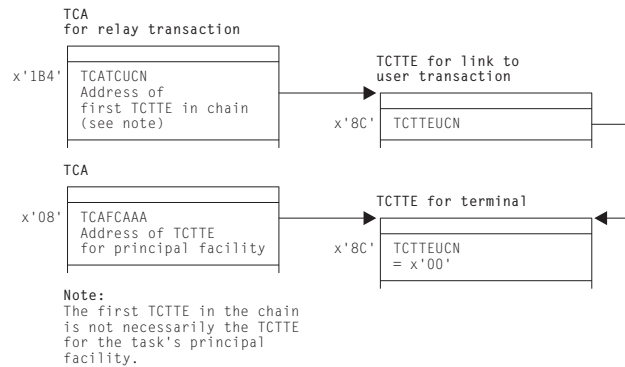 TCA
for relay transaction
x'1B4'
TCATCUCN
Address of
first TCTTE in chain
(see note)
TCTTE for link to
user transaction
x'8C'
TCTTEUCN
TCA
x'08'
TCAFCAAA
Address of TCTTE
for principal facility
TCTTE for terminal
x'8C'
TCTTEUCN
= x'00'
Note:
The first TCTTE in the chain
is not necessarily the TCTTE
for the task's principal
facility.